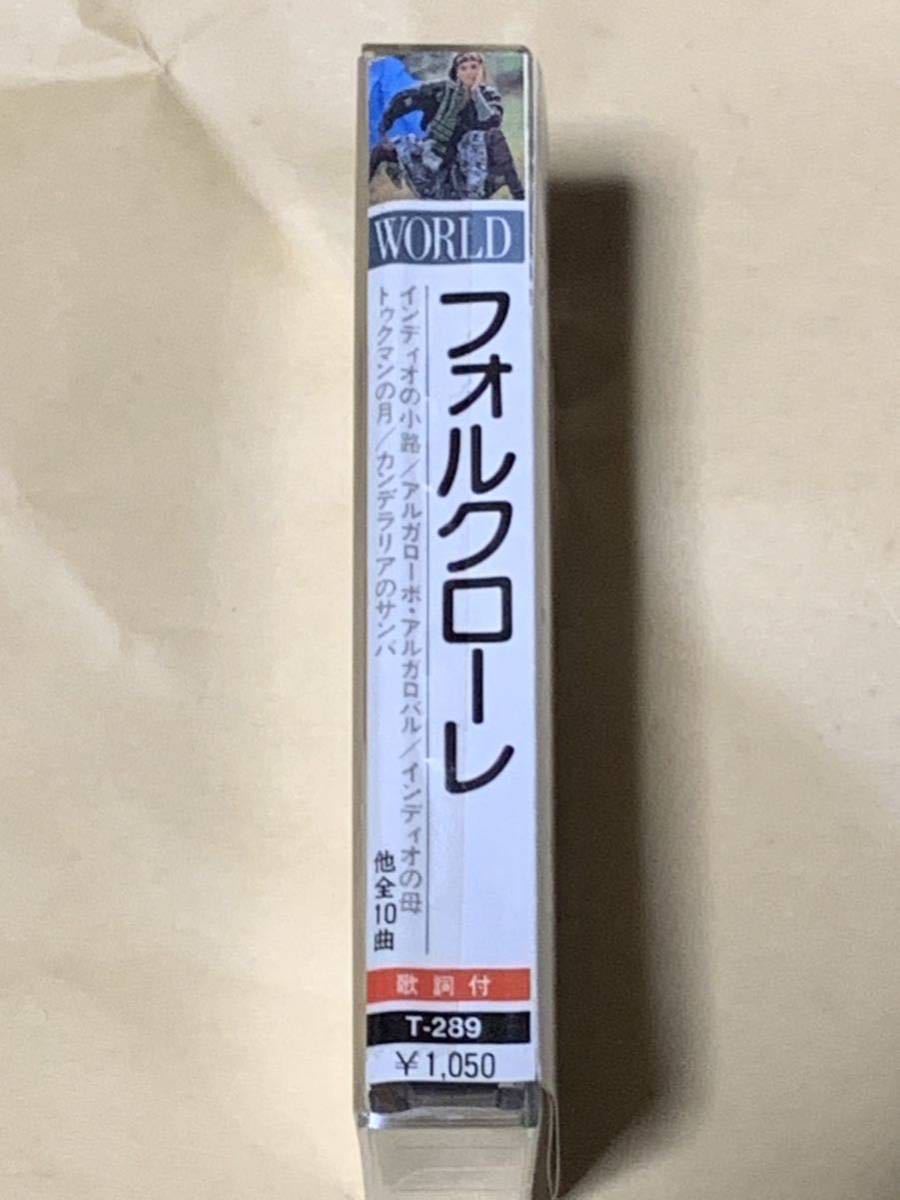 WORLD
フォルクローレ
インディオの小路/アルガローボ・アルガロバル/インディオの母
トゥクマンの月/カンデラリアのサンバ
他全10曲
歌詞付
T-289
¥1,050